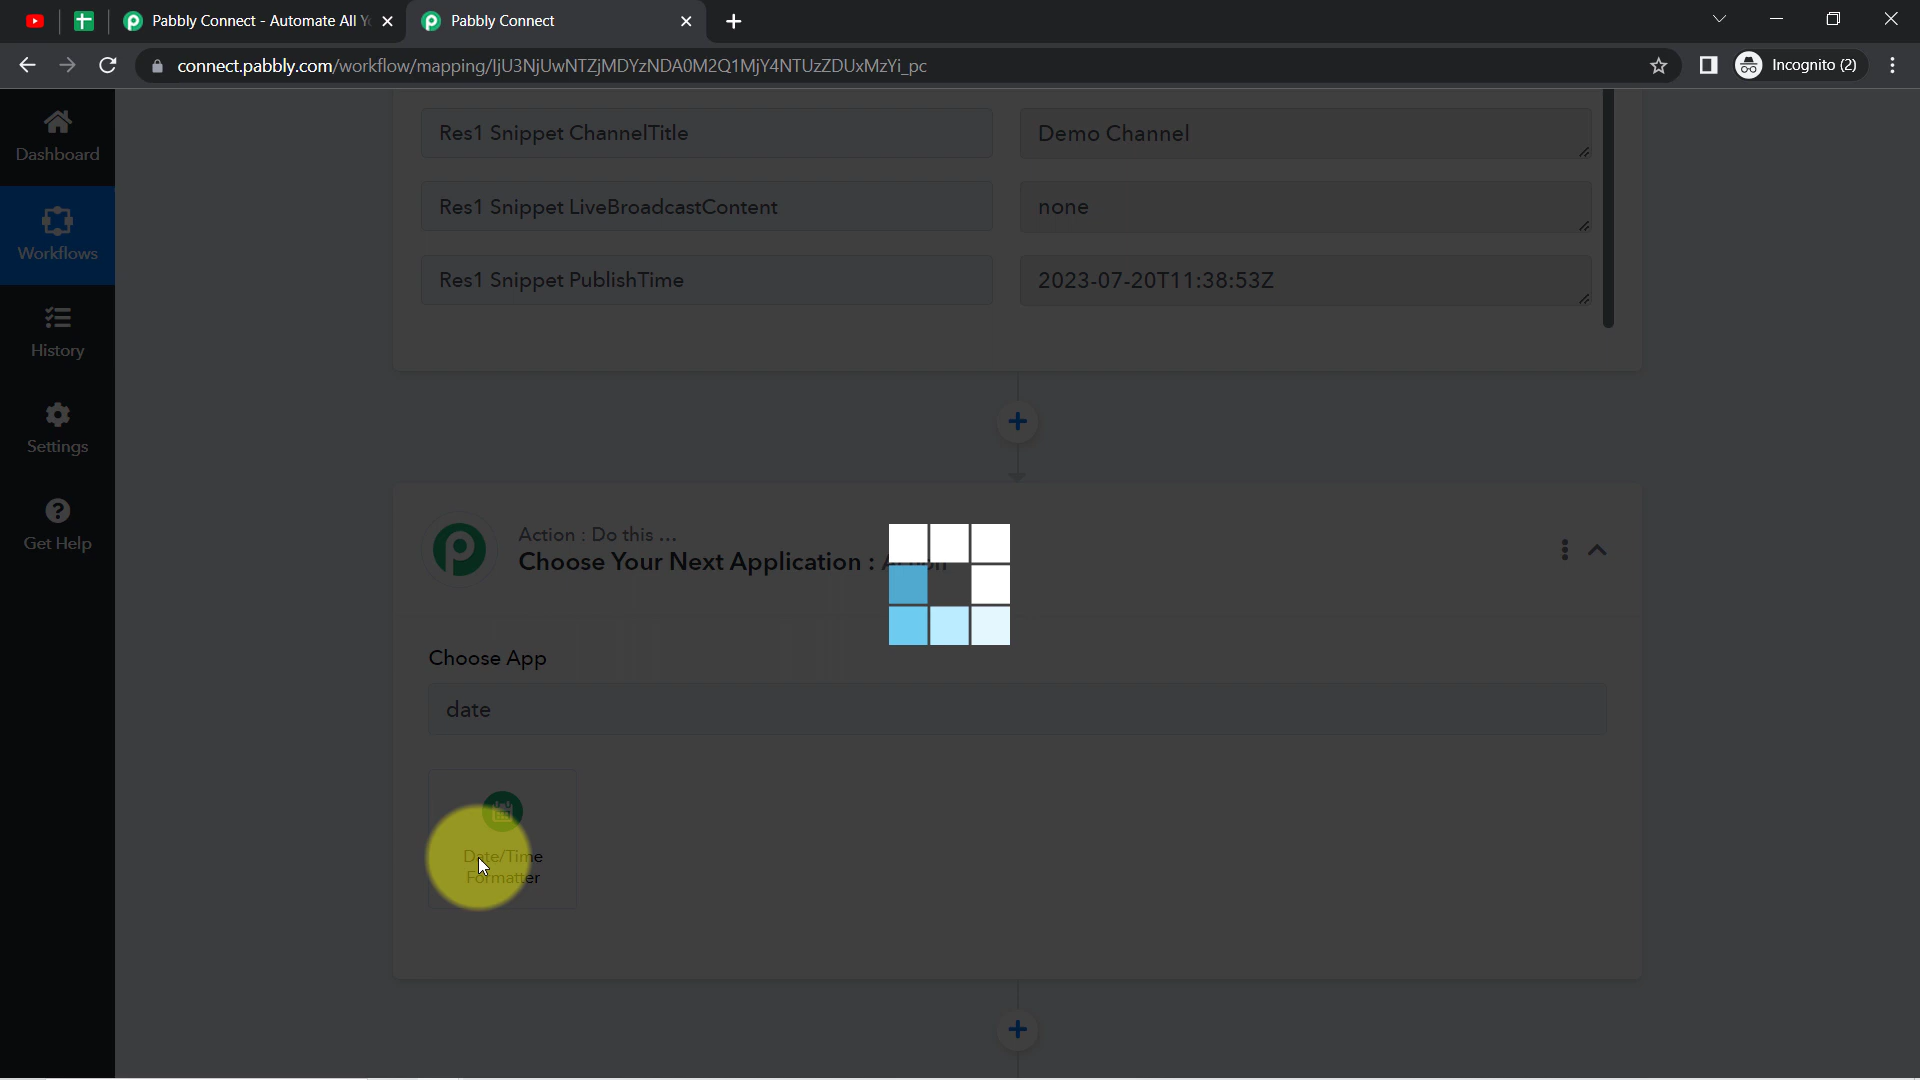 Pabbly Connect - Automate All Y
Pabbly Connect
connect.pabbly.com/workflow/mapping/IjU3NjUwNTZjMDYzNDA0M2Q1MjY4NTUzZDUxMzYi_pc
Incognito (2)
Dashboard
Workflows
History
Settings
Get Help
Res1 Snippet ChannelTitle
Demo Channel
Res1 Snippet LiveBroadcastContent
none
Res1 Snippet PublishTime
2023-07-20T11:38:53Z
Action : Do this ...
Choose Your Next Application :
Choose App
date
Date/Time
Formatter